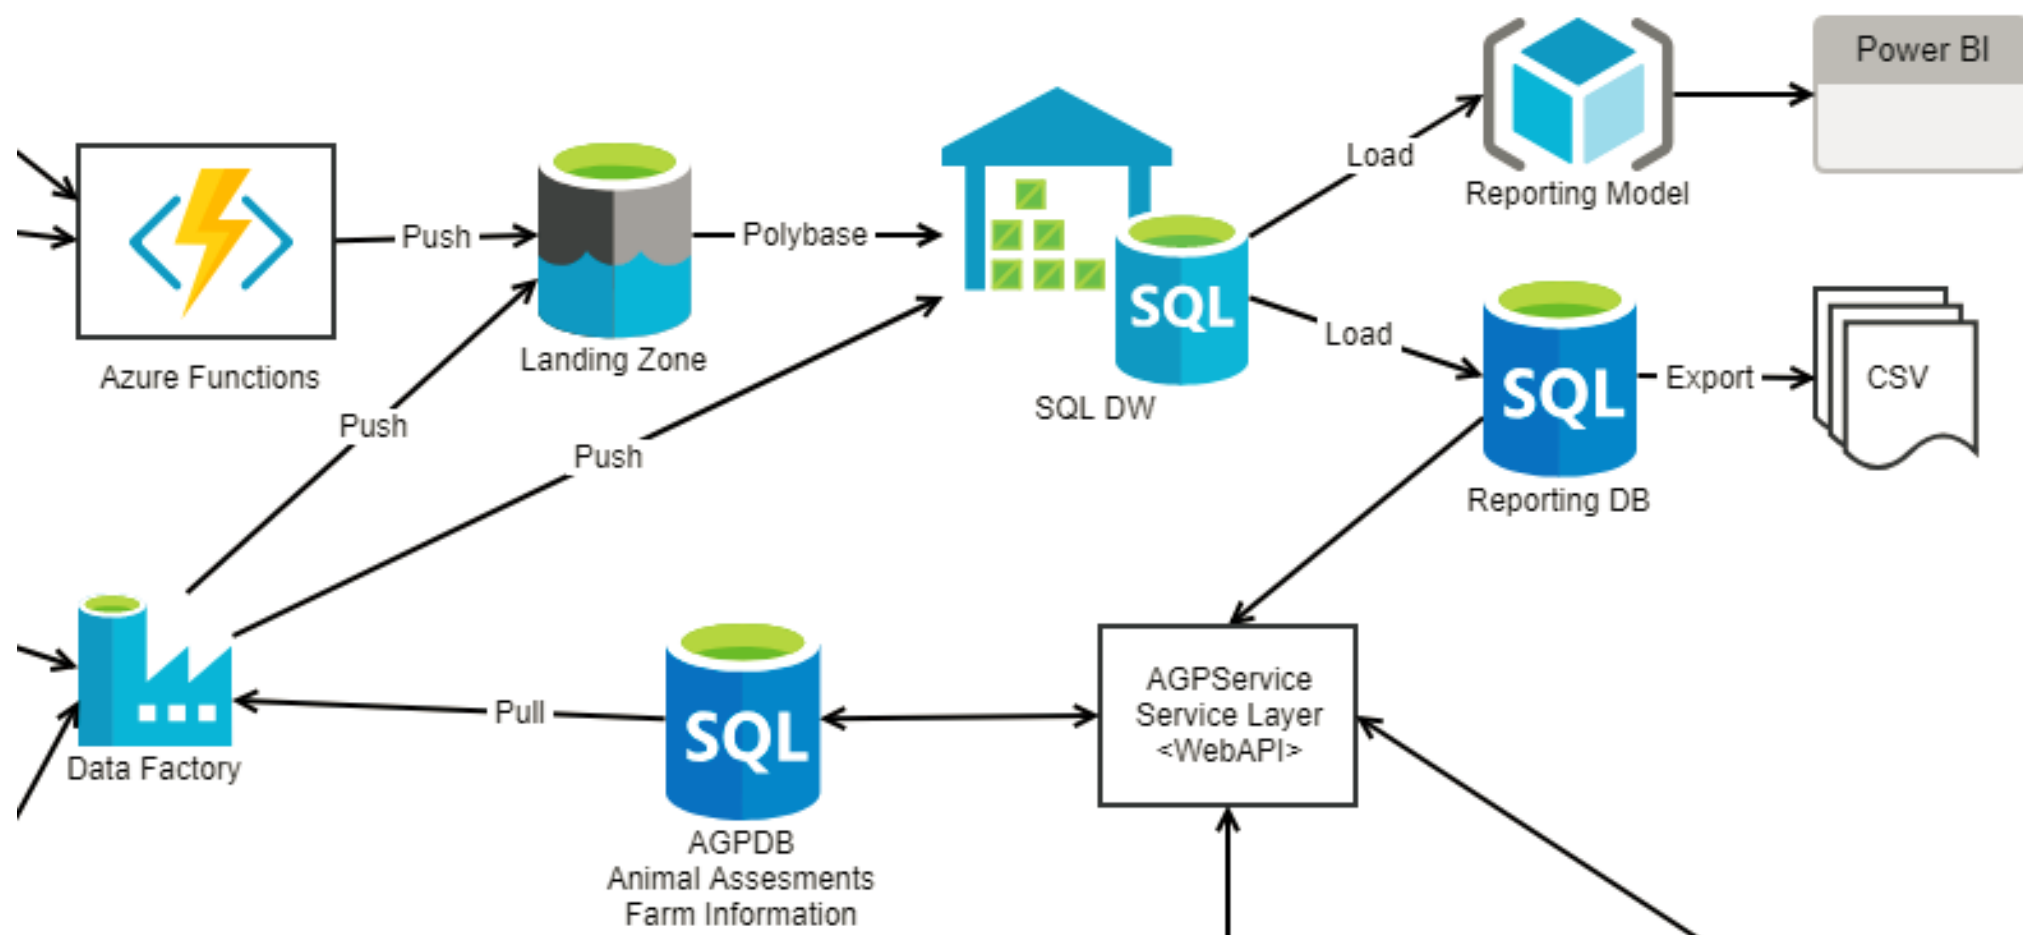 Power BI
Load
Reporting Model
Push
Polybase
SQL
Azure Functions
Landing Zone
SQL DW
Load
SQL
Export
CSV
Reporting DB
Push
Push
AGPService
Service Layer
<WebAPI>
Pull
SQL
Data Factory
AGPDB
Animal Assesments
Farm Information